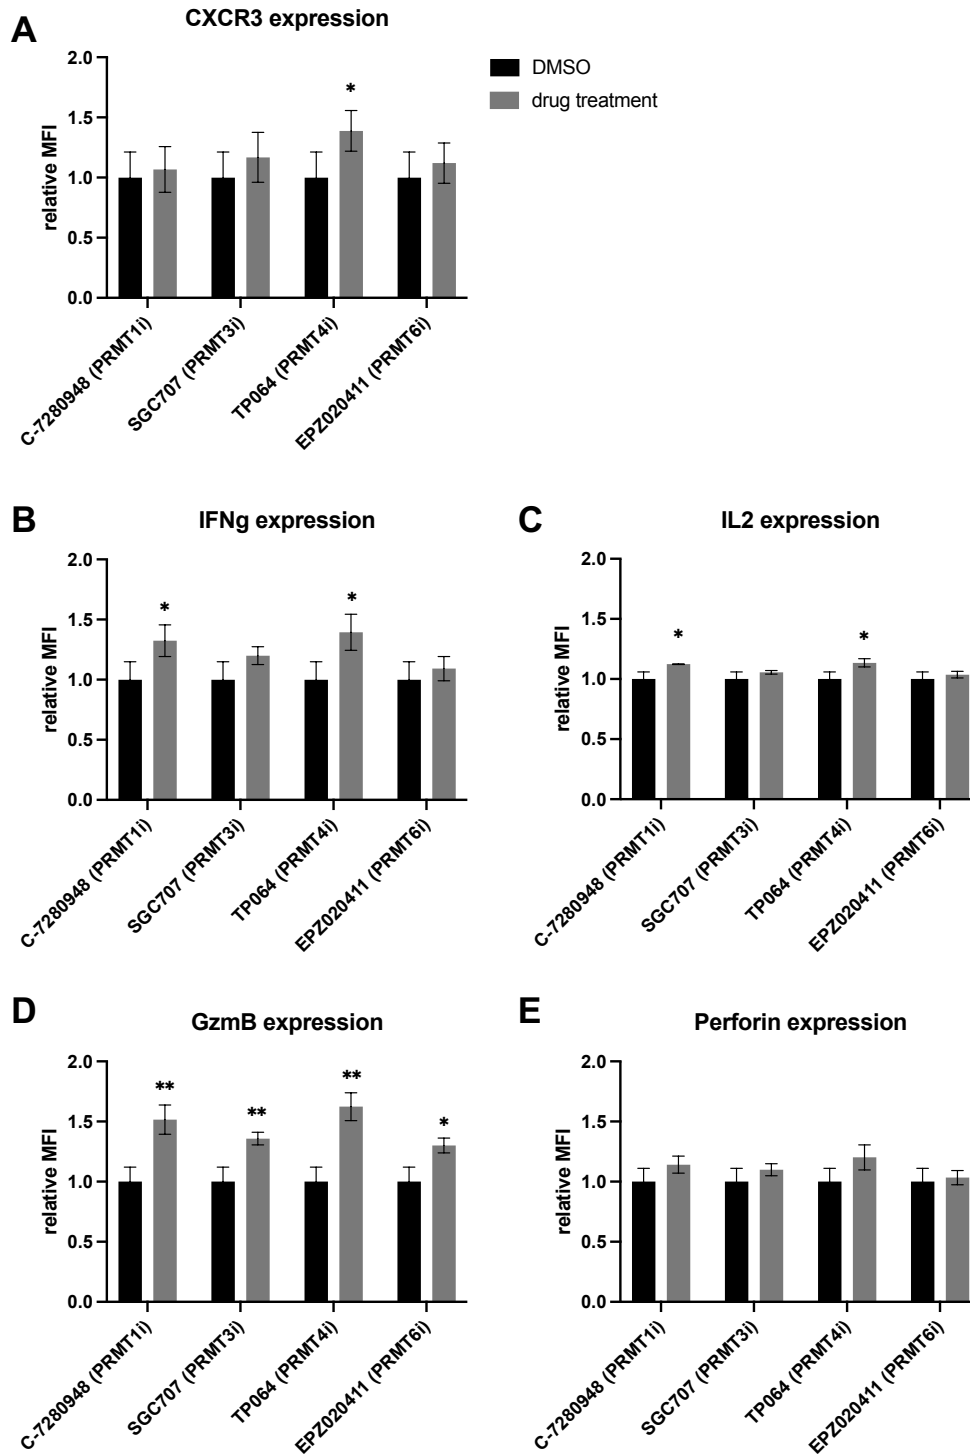 A
CXCR3 expression
relative MFI
2.0
1.5
1.0
0.5
0.0
*
C-7280948 (PRMT1i)
SGC707 (PRMT3i)
TP064 (PRMT4i)
EPZ020411 (PRMT6i)
DMSO
drug treatment
B
IFNg expression
relative MFI
2.0
1.5
1.0
0.5
0.0
*
*
C-7280948 (PRMT1i)
SGC707 (PRMT3i)
TP064 (PRMT4i)
EPZ020411 (PRMT6i)
C
IL2 expression
relative MFI
2.0
1.5
1.0
0.5
0.0
*
*
C-7280948 (PRMT1i)
SGC707 (PRMT3i)
TP064 (PRMT4i)
EPZ020411 (PRMT6i)
D
GzmB expression
relative MFI
2.0
1.5
1.0
0.5
0.0
**
**
**
*
C-7280948 (PRMT1i)
SGC707 (PRMT3i)
TP064 (PRMT4i)
EPZ020411 (PRMT6i)
E
Perforin expression
relative MFI
2.0
1.5
1.0
0.5
0.0
C-7280948 (PRMT1i)
SGC707 (PRMT3i)
TP064 (PRMT4i)
EPZ020411 (PRMT6i)